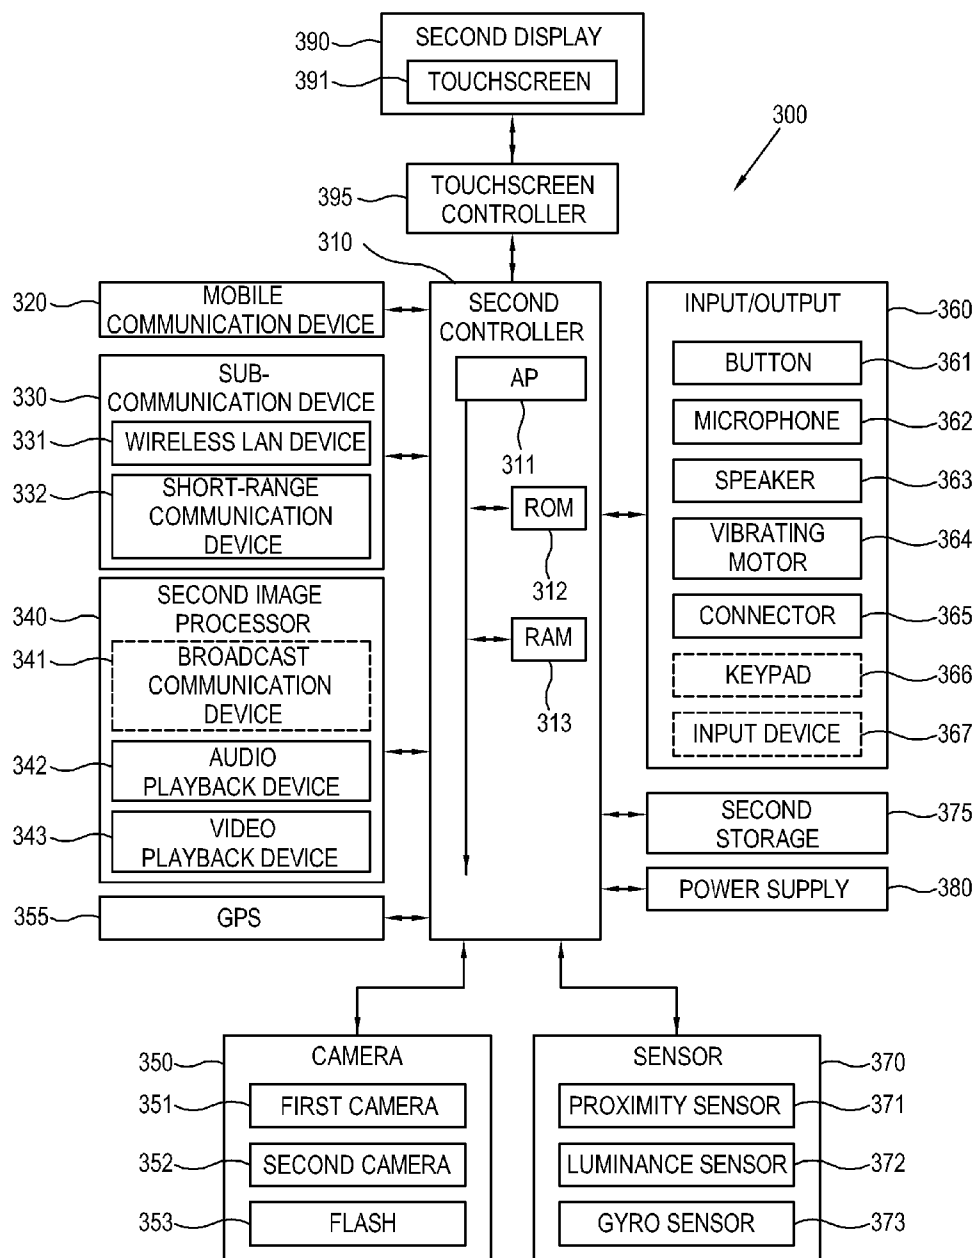 390
SECOND DISPLAY
391
TOUCHSCREEN
300
395
TOUCHSCREEN
CONTROLLER
310
320
MOBILE
COMMUNICATION DEVICE
330
SUB-
COMMUNICATION DEVICE
331
WIRELESS LAN DEVICE
332
SHORT-RANGE
COMMUNICATION
DEVICE
340
SECOND IMAGE
PROCESSOR
341
BROADCAST
COMMUNICATION
DEVICE
342
AUDIO
PLAYBACK DEVICE
343
VIDEO
PLAYBACK DEVICE
355
GPS
SECOND
CONTROLLER
AP
311
ROM
312
RAM
313
INPUT/OUTPUT
360
BUTTON
361
MICROPHONE
362
SPEAKER
363
VIBRATING
MOTOR
364
CONNECTOR
365
KEYPAD
366
INPUT DEVICE
367
SECOND
STORAGE
375
POWER SUPPLY
380
350
CAMERA
351
FIRST CAMERA
352
SECOND CAMERA
353
FLASH
SENSOR
370
PROXIMITY SENSOR
371
LUMINANCE SENSOR
372
GYRO SENSOR
373